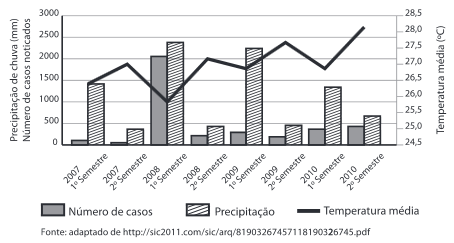 Precipitação de chuva (mm)
Número de casos noticados
3000
2500
2000
1500
1000
500
0
28,5
27,5
27,0
26,5
26,0
25,5
25,0
24,5
Temperatura média (ºC)
2007
1º Semestre
2007
2º Semestre
2008
1º Semestre
2008
2º Semestre
2009
1º Semestre
2009
2º Semestre
2010
1º Semestre
2010
2º Semestre
Número de casos Precipitação Temperatura média
Fonte: adaptado de http://sic2011.com/sic/arq/81903267457118190326745.pdf